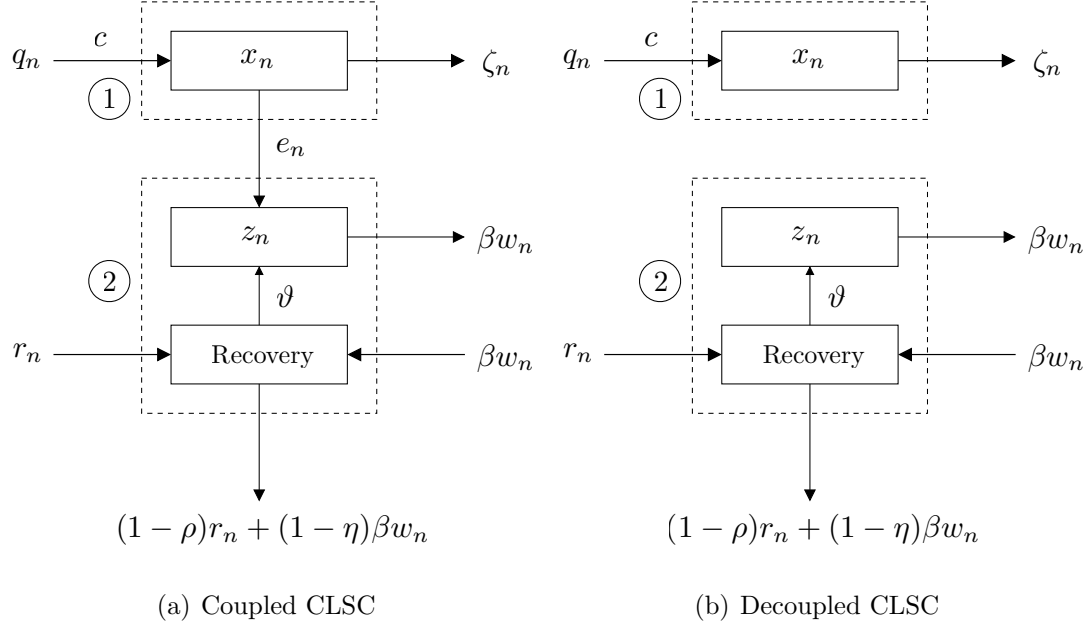 c
q_n
x_n
ζ_n
1
e_n
z_n
βw_n
2
ϑ
r_n
Recovery
βw_n
(1 − ρ)r_n + (1 − η)βw_n
(a) Coupled CLSC
c
q_n
x_n
ζ_n
1
z_n
βw_n
2
ϑ
r_n
Recovery
βw_n
(1 − ρ)r_n + (1 − η)βw_n
(b) Decoupled CLSC